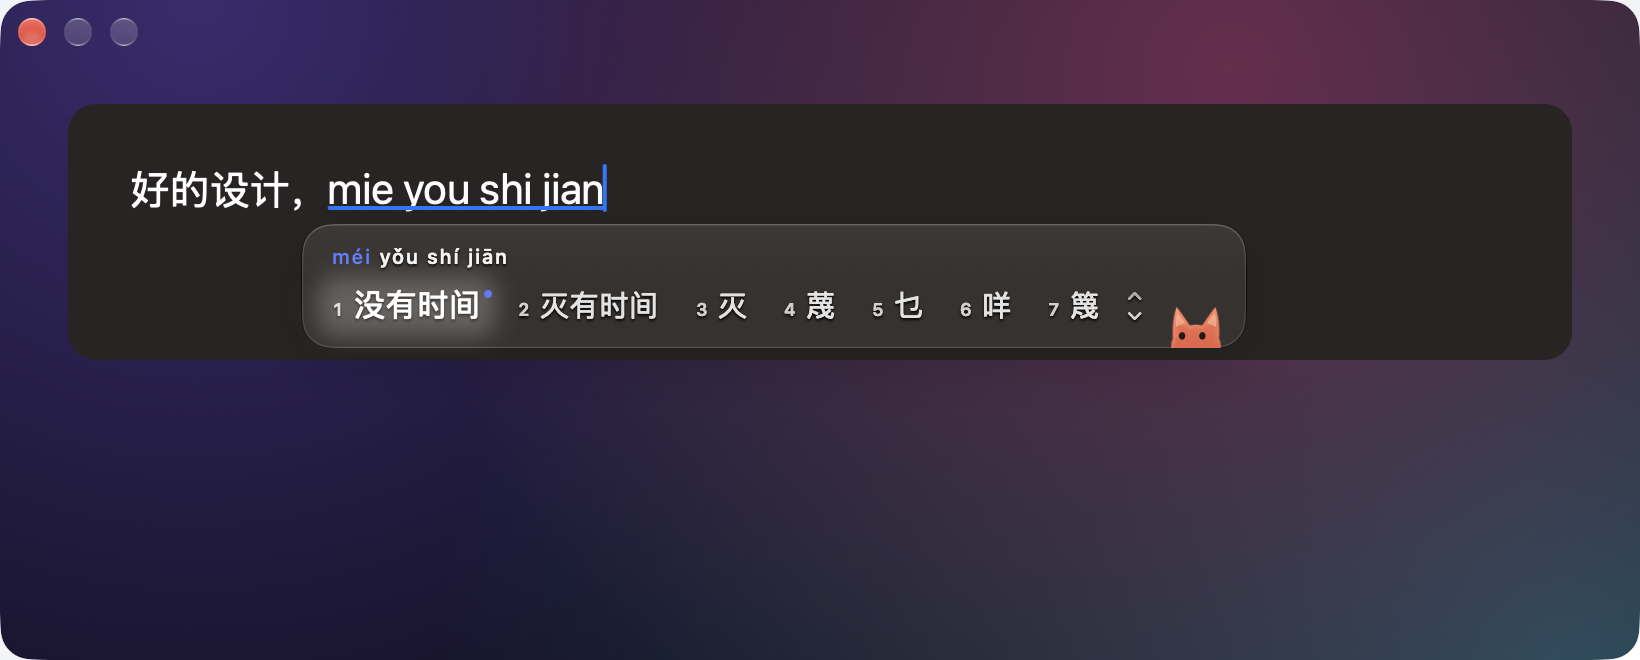 好的设计，mie you shi jian
méi yǒu shí jiān
1 没有时间 2 灭有时间 3 灭 4 蔑 5 乜 6 咩 7 篾